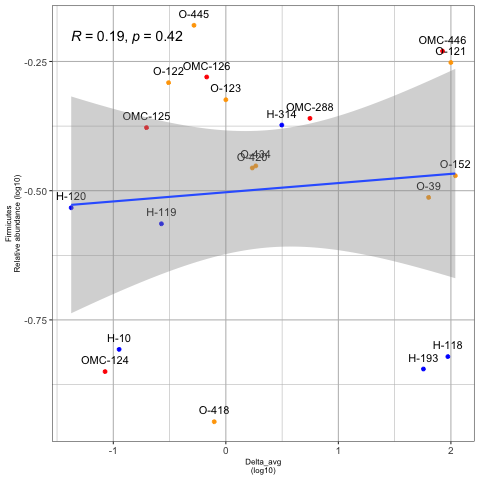 O-445
R = 0.19, p = 0.42
OMC-446
O-121
-0.25
O-122
OMC-126
O-123
OMC-288
H-314
OMC-125
O-152
O-39
-0.50
H-120
H-119
-0.75
H-10
OMC-124
H-118
H-193
O-418
Firmicutes
Relative abundance (log10)
-1
0
1
2
Delta_avg
(log10)